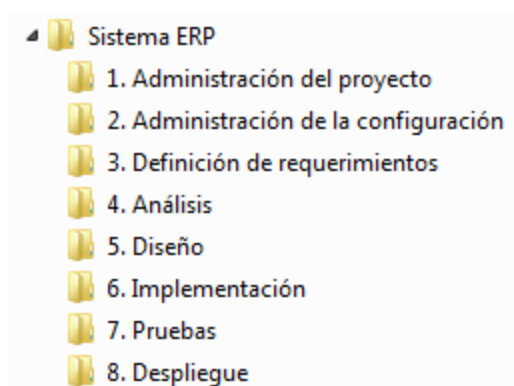 Sistema ERP
1. Administración del proyecto
2. Administración de la configuración
3. Definición de requerimientos
4. Análisis
5. Diseño
6. Implementación
7. Pruebas
8. Despliegue